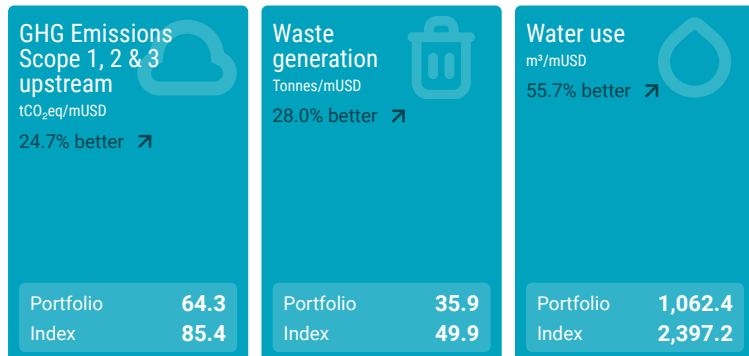 GHG Emissions
Scope 1, 2 & 3
upstream
tCO₂eq/mUSD
24.7% better
Portfolio 64.3
Index 85.4
Waste
generation
Tonnes/mUSD
28.0% better
Portfolio 35.9
Index 49.9
Water use
m³/mUSD
55.7% better
Portfolio 1,062.4
Index 2,397.2